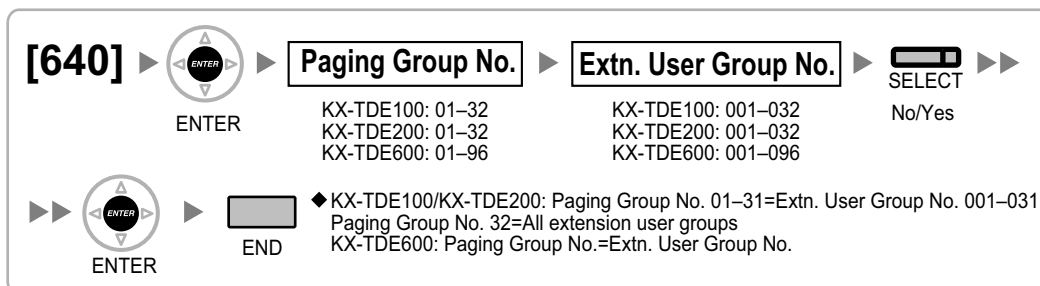 [640] ENTER Paging Group No. Extn. User Group No. SELECT
ENTER
KX-TDE100: 01–32 KX-TDE100: 001–032 No/Yes
KX-TDE200: 01–32 KX-TDE200: 001–032
KX-TDE600: 01–96 KX-TDE600: 001–096
ENTER
END
ENTER
◆KX-TDE100/KX-TDE200: Paging Group No. 01–31=Extn. User Group No. 001–031
Paging Group No. 32=All extension user groups
KX-TDE600: Paging Group No.=Extn. User Group No.